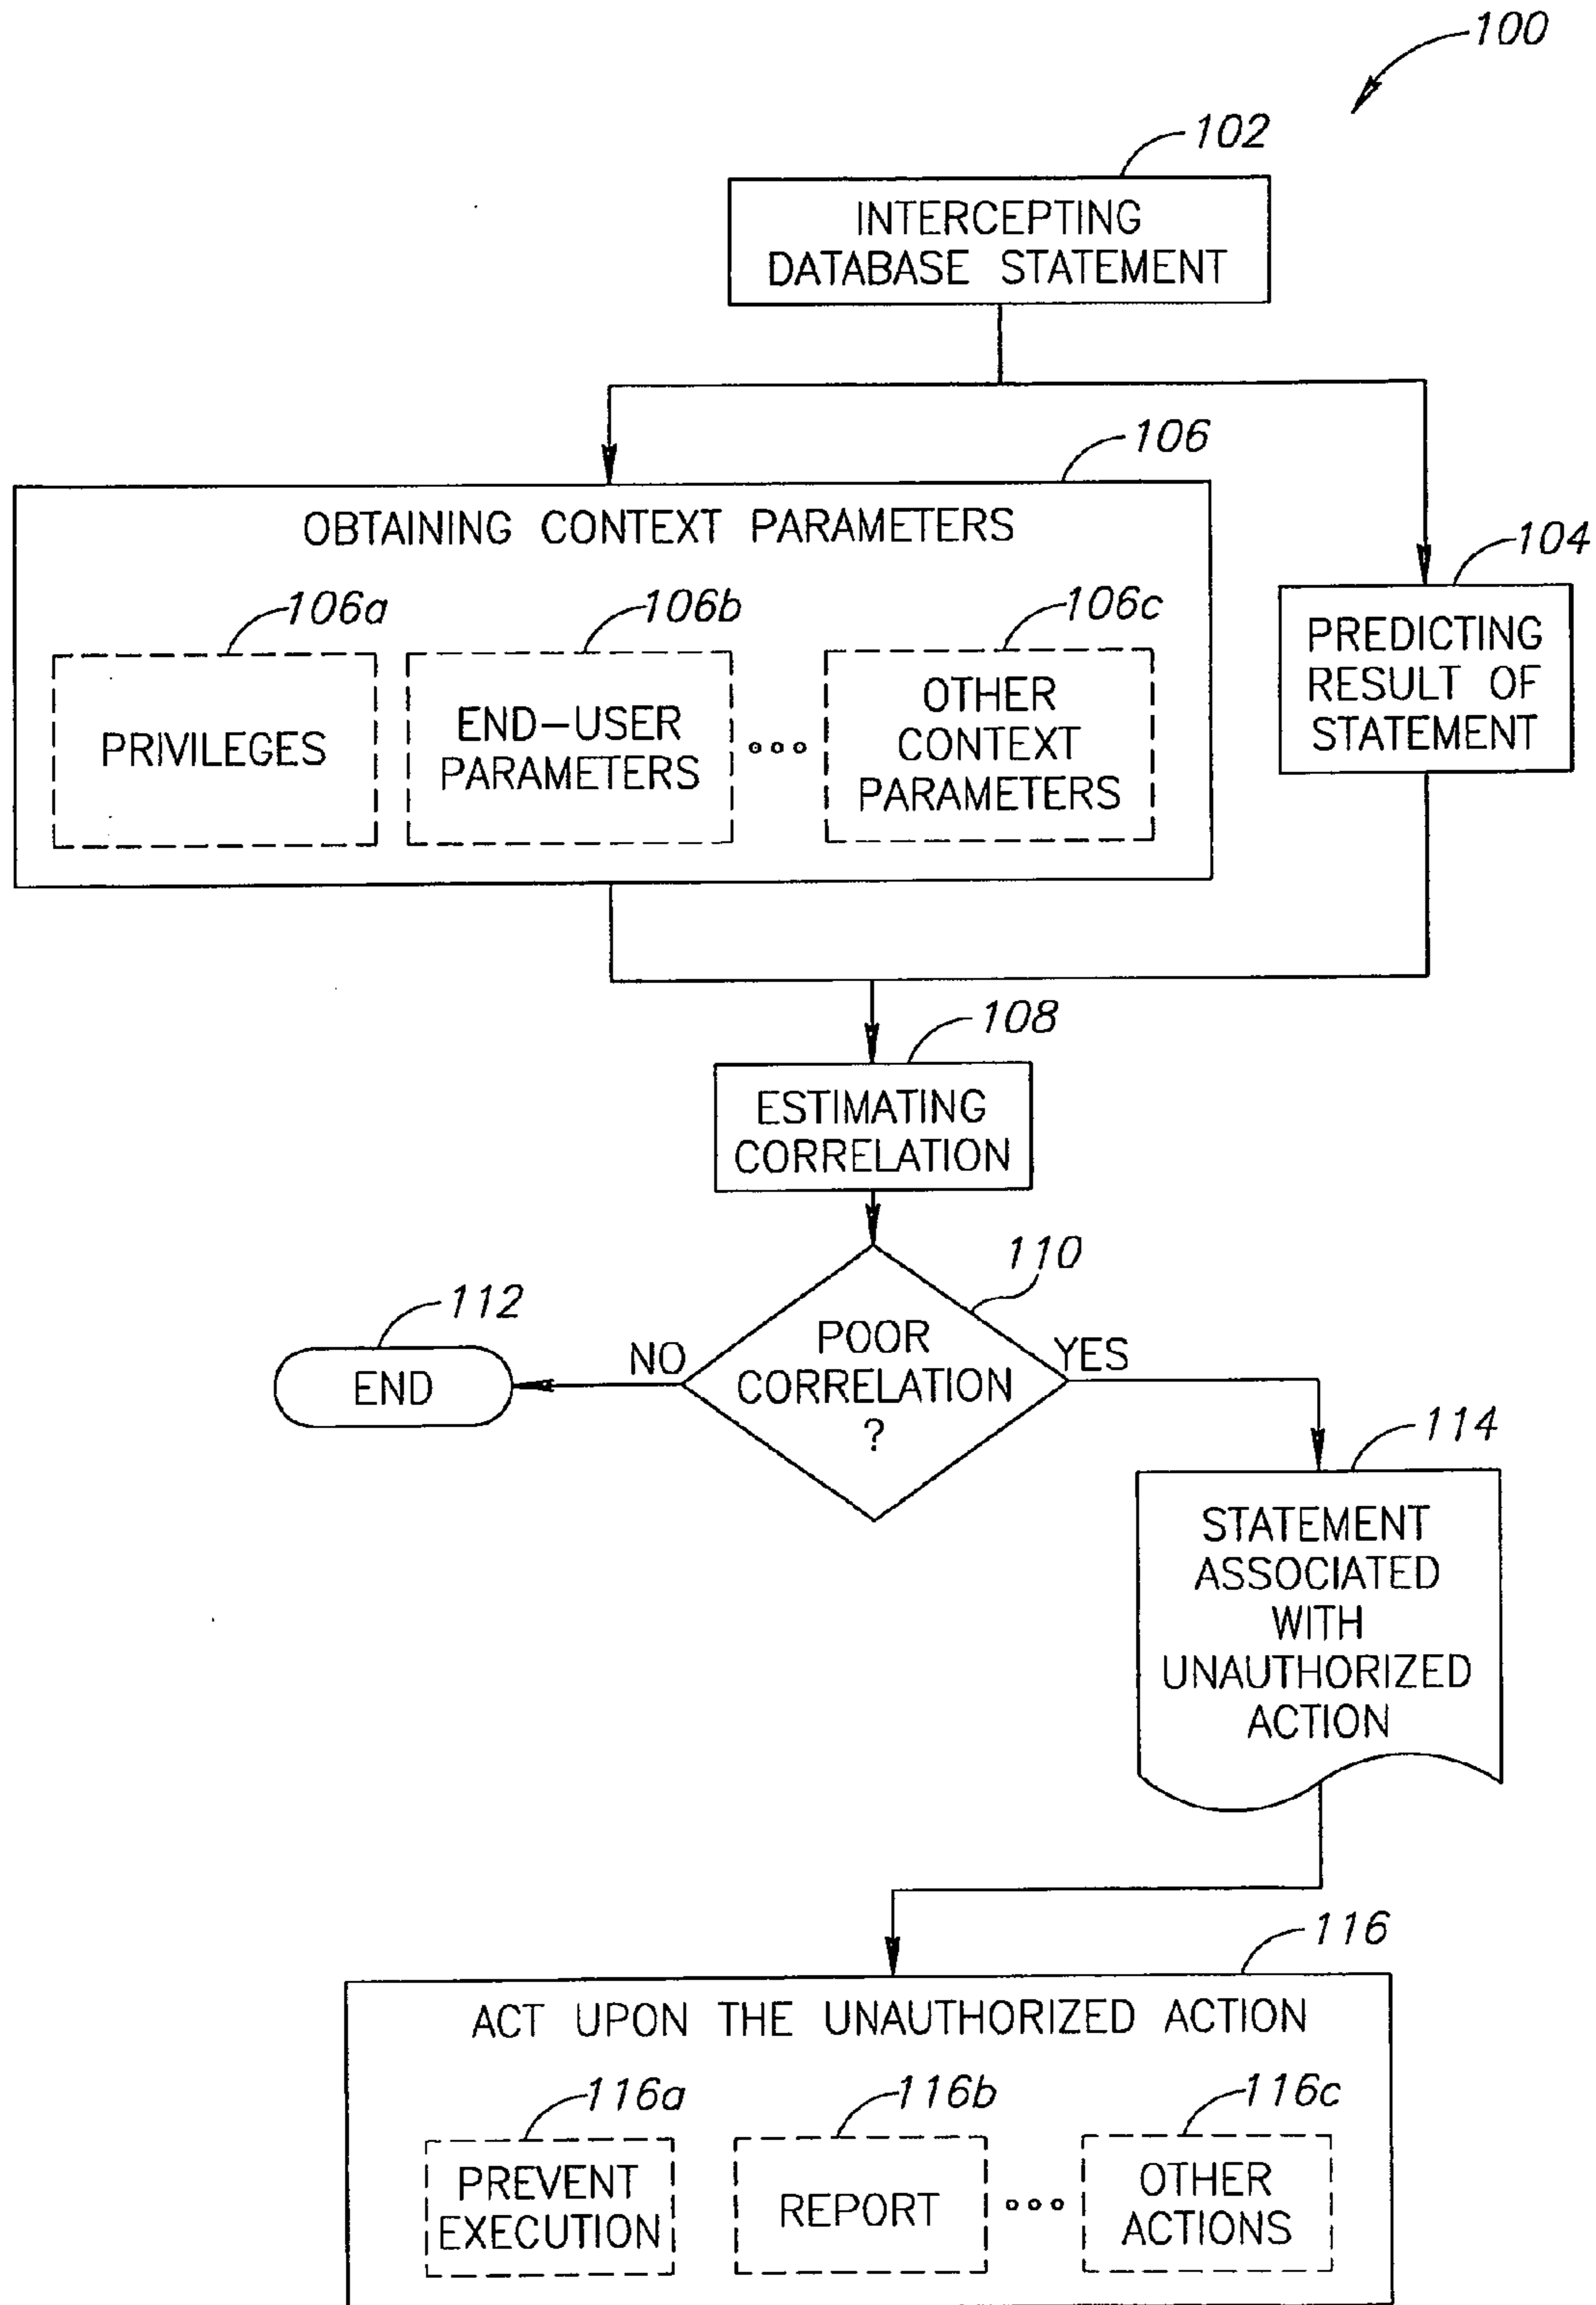 100
102
INTERCEPTING
DATABASE STATEMENT
106
OBTAINING CONTEXT PARAMETERS
104
PREDICTING
RESULT OF
STATEMENT
106a
PRIVILEGES
106b
END-USER
PARAMETERS
106c
OTHER
CONTEXT
PARAMETERS
108
ESTIMATING
CORRELATION
110
POOR
CORRELATION
?
NO
YES
112
END
114
STATEMENT
ASSOCIATED
WITH
UNAUTHORIZED
ACTION
116
ACT UPON THE UNAUTHORIZED ACTION
116a
PREVENT
EXECUTION
116b
REPORT
116c
OTHER
ACTIONS